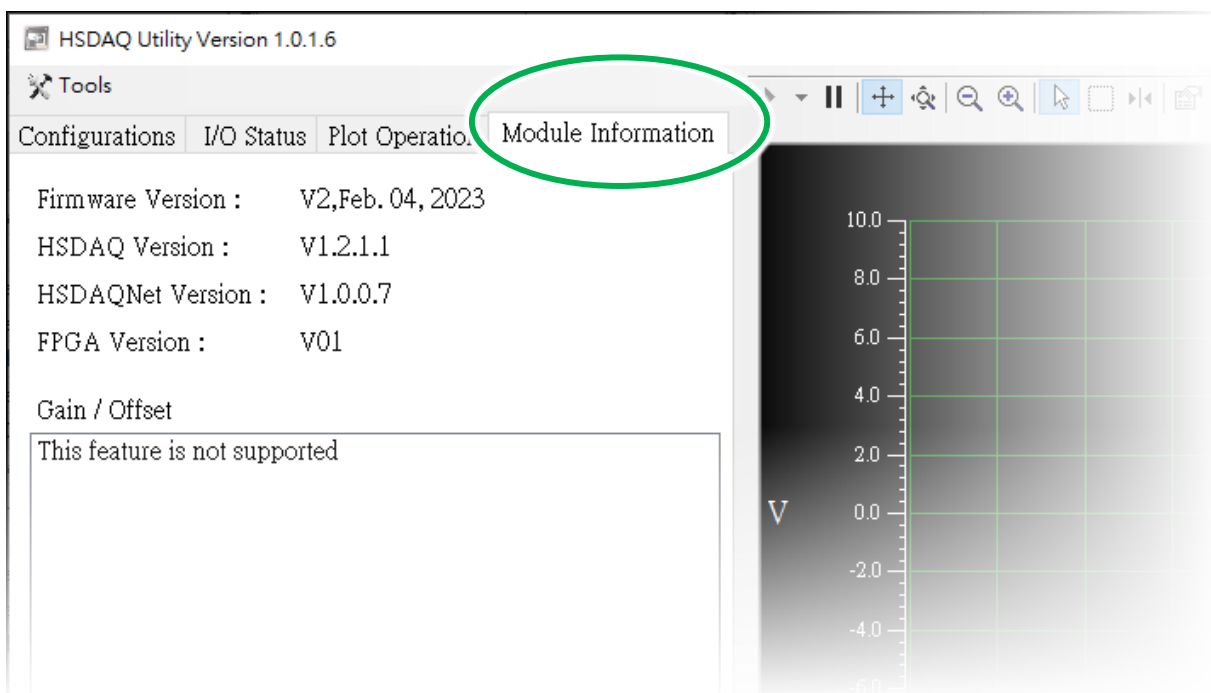 HSDAQ Utility Version 1.0.1.6
Tools
Configurations I/O Status Plot Operation Module Information
Firmware Version : V2,Feb. 04, 2023
HSDAQ Version : V1.2.1.1
HSDAQNet Version : V1.0.0.7
FPGA Version : V01
Gain / Offset
This feature is not supported
10.0
8.0
6.0
4.0
2.0
V 0.0
-2.0
-4.0
-6.0